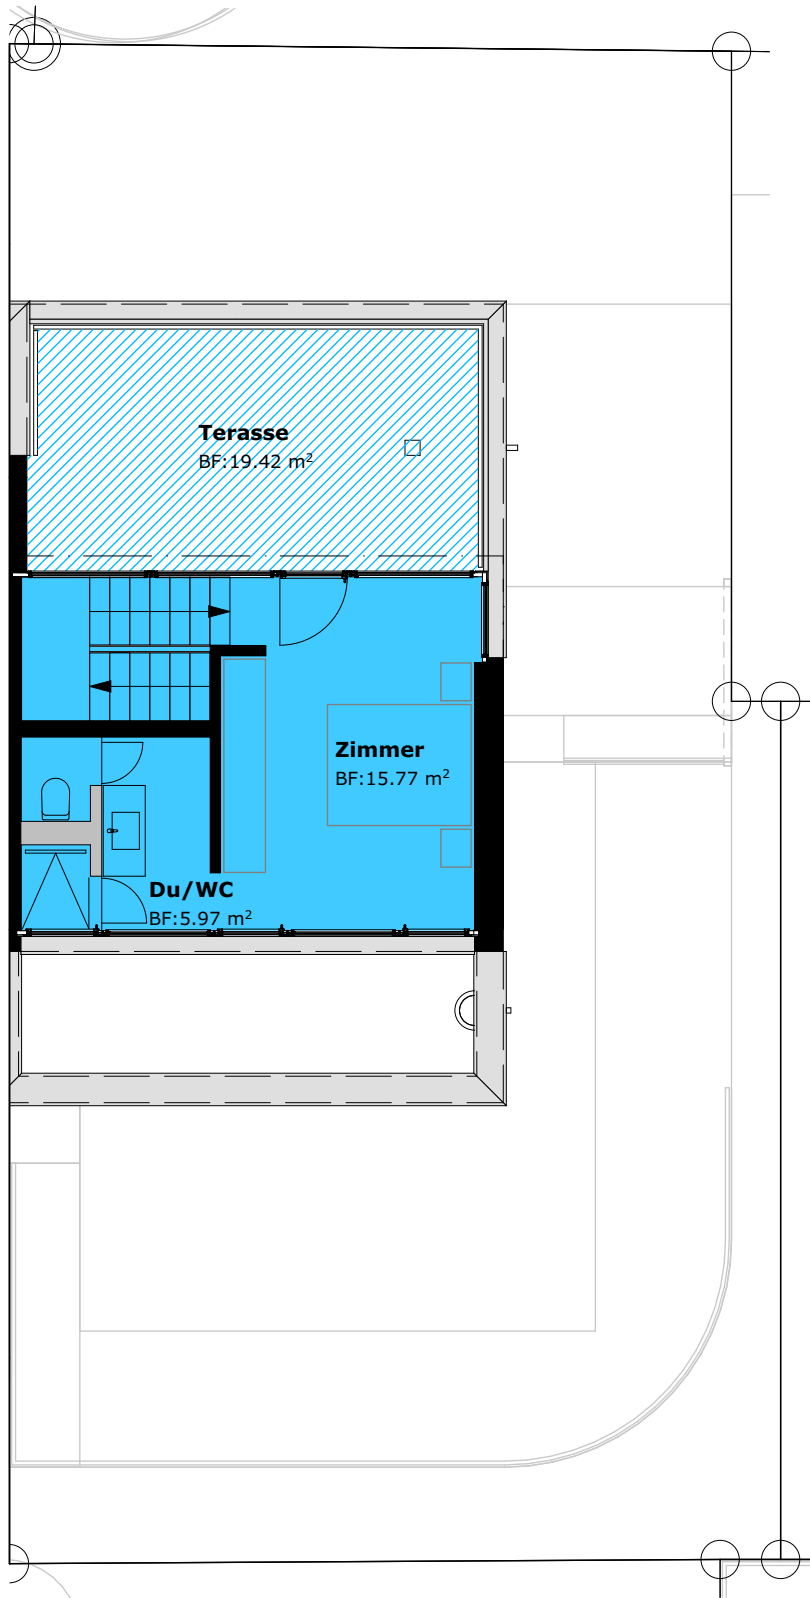 Terasse
BF:19.42 m²
Zimmer
BF:15.77 m²
Du/WC
BF:5.97 m²